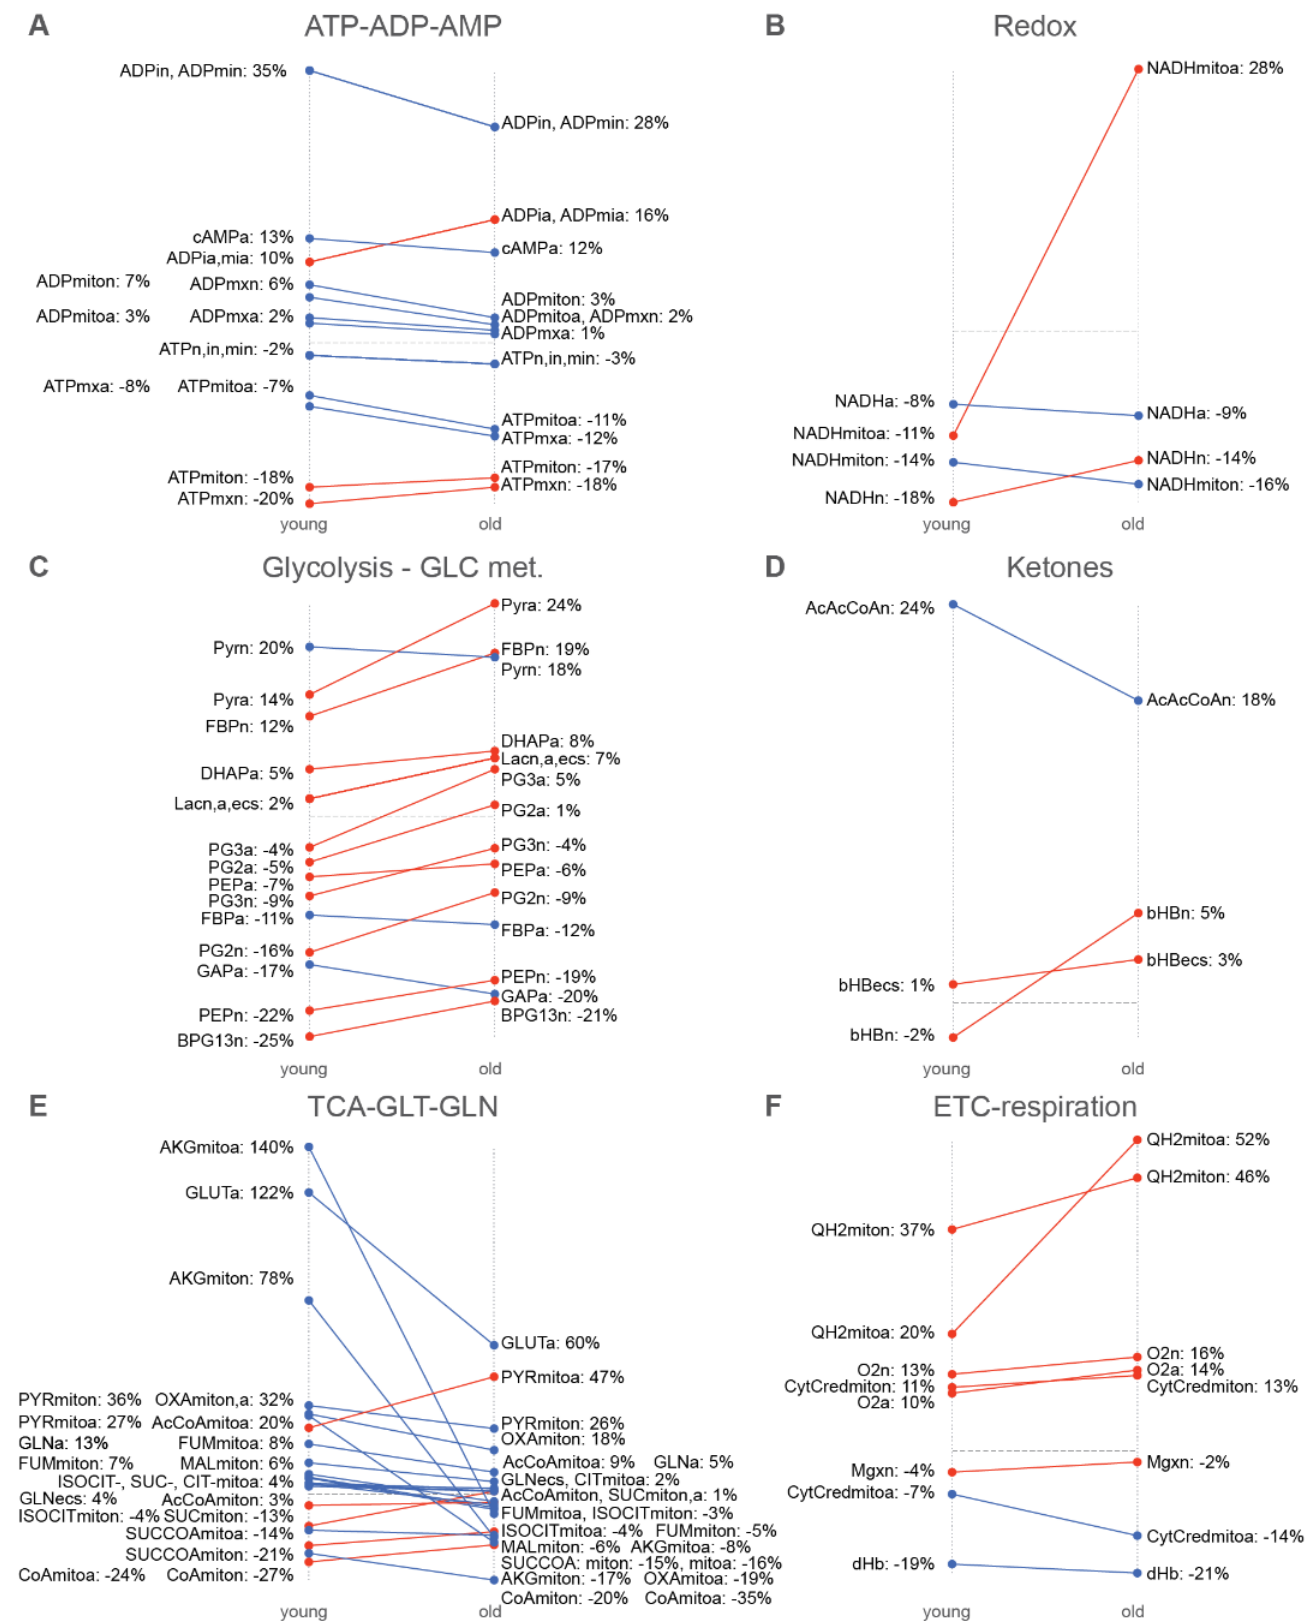 A ATP-ADP-AMP
ADPin, ADPmin: 35%
ADPin, ADPmin: 28%
ADPia, ADPmia: 16%
cAMPa: 13%
cAMPa: 12%
ADPia,mia: 10%
ADPmiton: 7% ADPmxn: 6%
ADPmiton: 3%
ADPmitoa: 3% ADPmxa: 2%
ADPmitoa, ADPmxn: 2%
ADPmxa: 1%
ATPn,in,min: -2%
ATPn,in,min: -3%
ATPmxa: -8% ATPmitoa: -7%
ATPmitoa: -11%
ATPmxa: -12%
ATPmiton: -17%
ATPmiton: -18%
ATPmxn: -18%
ATPmxn: -20%
young old
B Redox
NADHmitoa: 28%
NADHa: -8%
NADHa: -9%
NADHmitoa: -11%
NADHmiton: -14%
NADHn: -14%
NADHmiton: -16%
NADHn: -18%
young old
C Glycolysis - GLC met.
Pyra: 24%
Pyrn: 20%
FBPn: 19%
Pyrn: 18%
Pyra: 14%
FBPn: 12%
DHAPa: 8%
Lacn,a,ecs: 7%
DHAPa: 5%
PG3a: 5%
Lacn,a,ecs: 2%
PG2a: 1%
PG3a: -4%
PG3n: -4%
PG2a: -5%
PEPa: -6%
PEPa: -7%
PG3n: -9%
PG2n: -9%
FBPa: -11%
FBPa: -12%
PG2n: -16%
GAPa: -17%
PEPn: -19%
GAPa: -20%
PEPn: -22%
BPG13n: -21%
BPG13n: -25%
young old
D Ketones
AcAcCoAn: 24%
AcAcCoAn: 18%
bHBn: 5%
bHBecs: 3%
bHBecs: 1%
bHBn: -2%
young old
E TCA-GLT-GLN
AKGmitoa: 140%
GLUTa: 122%
AKGmiton: 78%
GLUTa: 60%
PYRmitoa: 47%
PYRmiton: 36% OXAmiton,a: 32%
PYRmitoa: 27% AcCoAmitoa: 20%
PYRmiton: 26%
GLNa: 13% FUMmitoa: 8%
OXAmiton: 18%
FUMmiton: 7% MALmiton: 6%
AcCoAmitoa: 9% GLNa: 5%
ISOCIT-, SUC-, CIT-mitoa: 4%
GLNecs, CITmitoa: 2%
GLNecs: 4% AcCoAmiton: 3%
AcCoAmiton, SUCmiton,a: 1%
ISOCITmiton: -4% SUCmiton: -13%
FUMmitoa, ISOCITmiton: -3%
SUCCOAmitoa: -14%
ISOCITmitoa: -4% FUMmiton: -5%
MALmiton: -6% AKGmitoa: -8%
SUCCOAmiton: -21%
SUCCOA: miton: -15%, mitoa: -16%
CoAmitoa: -24% CoAmiton: -27%
AKGmiton: -17% OXAmitoa: -19%
CoAmiton: -20% CoAmitoa: -35%
young old
F ETC-respiration
QH2mitoa: 52%
QH2miton: 46%
QH2miton: 37%
QH2mitoa: 20%
O2n: 16%
O2n: 13%
O2a: 14%
CytCredmiton: 11%
CytCredmiton: 13%
O2a: 10%
Mgxn: -2%
Mgxn: -4%
CytCredmitoa: -7%
CytCredmitoa: -14%
dHb: -19%
dHb: -21%
young old